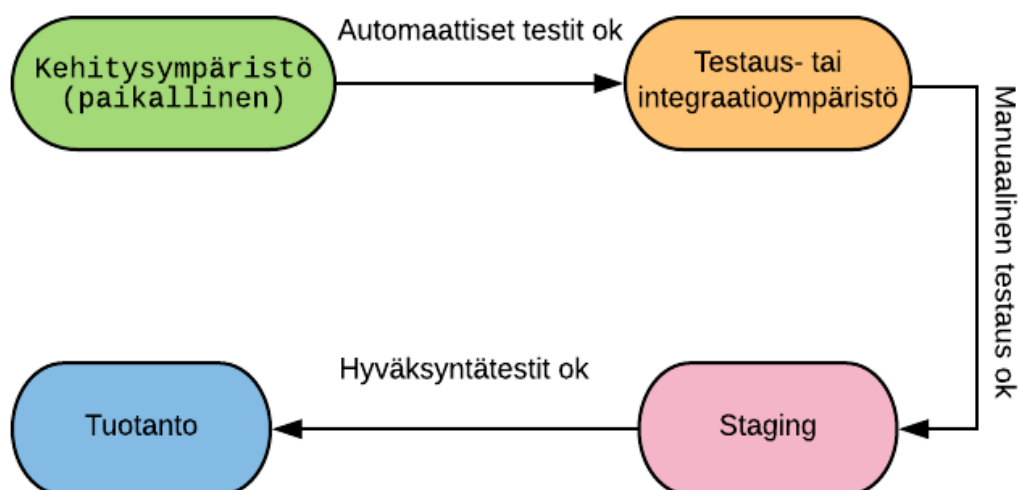 Automaattiset testit ok
Kehitysympäristö
(paikallinen)
Testaus- tai
integraatioympäristö
Manuaalinen testaus ok
Hyväksyntätestit ok
Tuotanto
Staging